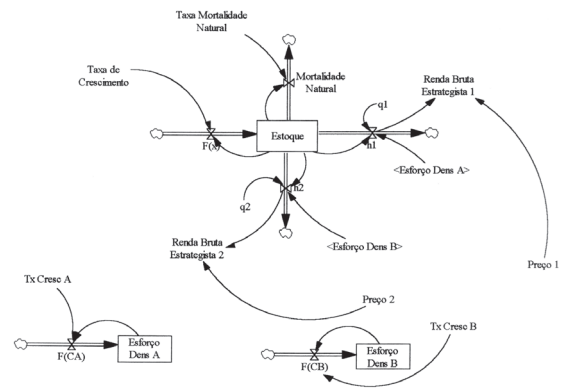 Taxa Mortalidade
Natural
Taxa de
Crescimento
Mortalidade
Natural
Renda Bruta
Estrategista 1
q1
Estoque
F(x)
h1
<Esforço Dens A>
q2
h2
<Esforço Dens B>
Renda Bruta
Estrategista 2
Preço 1
Tx Cresc A
Preço 2
Tx Cresc B
Esforço
Dens A
F(CA)
Esforço
Dens B
F(CB)